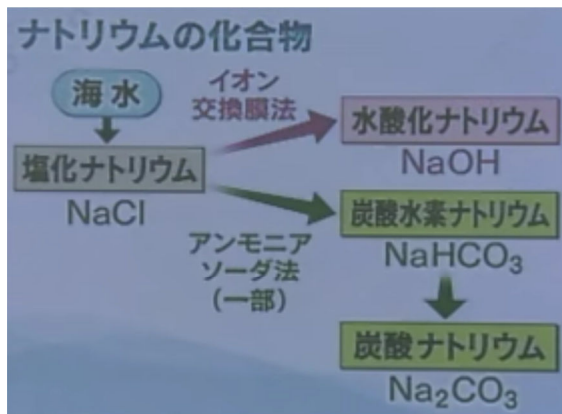 ナトリウムの化合物
海水
イオン
交換膜法
水酸化ナトリウム
NaOH
塩化ナトリウム
NaCl
アンモニア
ソーダ法
(一部)
炭酸水素ナトリウム
NaHCO₃
炭酸ナトリウム
Na₂CO₃